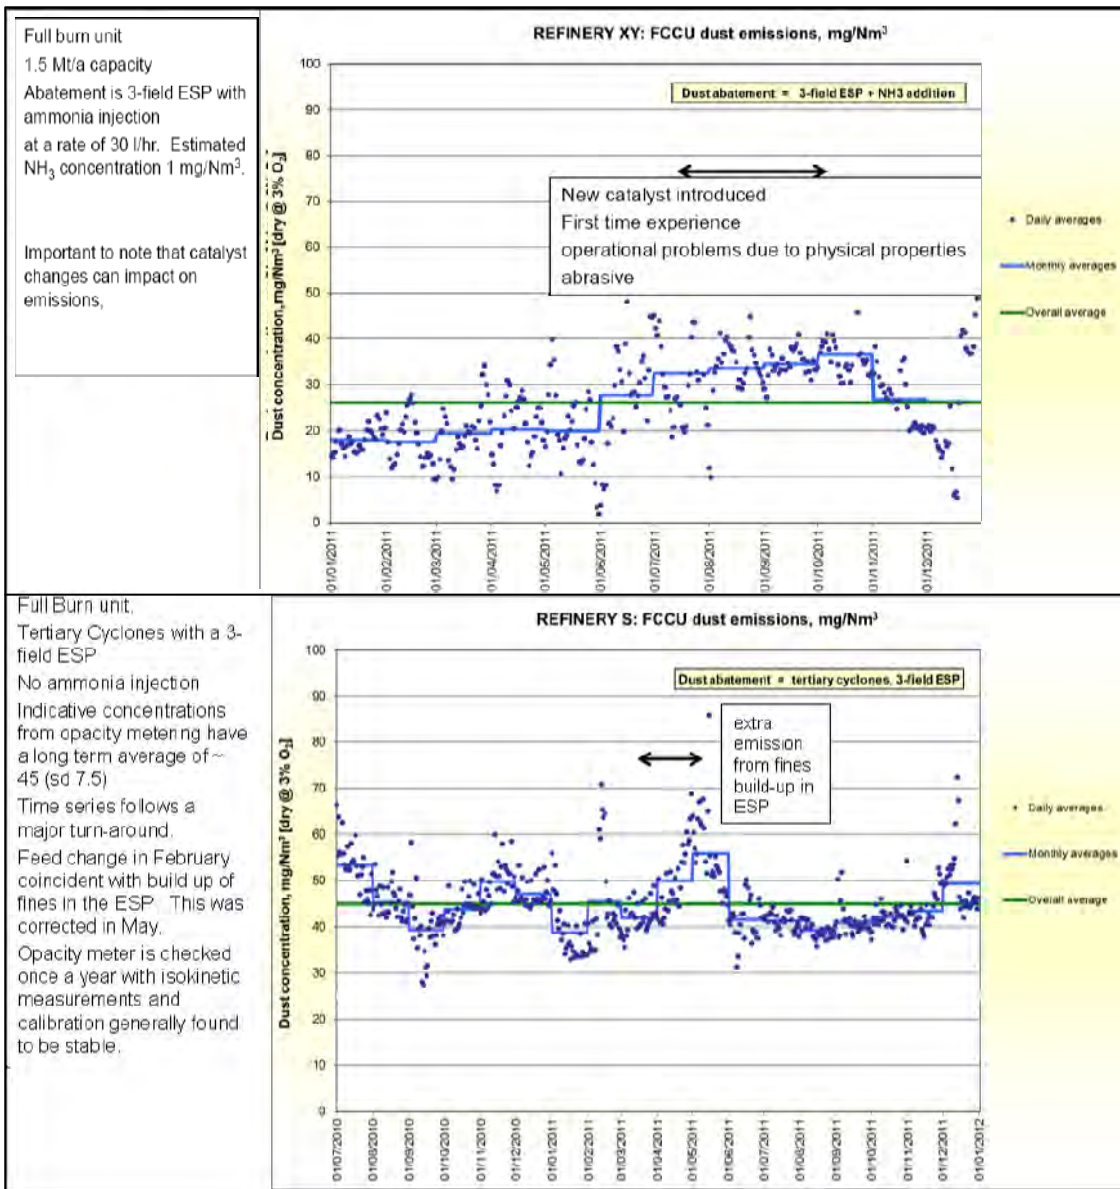 Full burn unit
1.5 Mt/a capacity
Abatement is 3-field ESP with
ammonia injection
at a rate of 30 l/hr. Estimated
NH3 concentration 1 mg/Nm³.
Important to note that catalyst
changes can impact on
emissions,
REFINERY XY: FCCU dust emissions, mg/Nm³
Dust abatement = 3-field ESP + NH3 addition
New catalyst introduced
First time experience
operational problems due to physical properties
abrasive
Dust concentration, mg/Nm³ [dry @ 3% O2]
100
90
80
70
60
50
40
30
20
10
0
01/01/2011
01/02/2011
01/03/2011
01/04/2011
01/05/2011
01/06/2011
01/07/2011
01/08/2011
01/09/2011
01/10/2011
01/11/2011
01/12/2011
Daily averages
Monthly averages
Overall average
Full Burn unit.
Tertiary Cyclones with a 3-
field ESP
No ammonia injection
Indicative concentrations
from opacity metering have
a long term average of ~
45 (sd 7.5)
Time series follows a
major turn-around.
Feed change in February
coincident with build up of
fines in the ESP. This was
corrected in May.
Opacity meter is checked
once a year with isokinetic
measurements and
calibration generally found
to be stable.
REFINERY S: FCCU dust emissions, mg/Nm³
Dust abatement = tertiary cyclones, 3-field ESP
extra
emission
from fines
build-up in
ESP
Dust concentration, mg/Nm³ [dry @ 3% O2]
100
90
80
70
60
50
40
30
20
10
0
01/07/2010
01/08/2010
01/09/2010
01/10/2010
01/11/2010
01/12/2010
01/01/2011
01/02/2011
01/03/2011
01/04/2011
01/05/2011
01/06/2011
01/07/2011
01/08/2011
01/09/2011
01/10/2011
01/11/2011
01/12/2011
01/01/2012
Daily averages
Monthly averages
Overall average